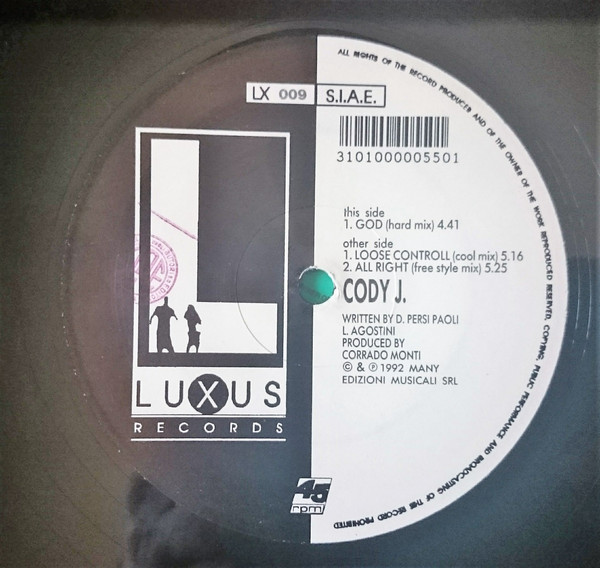 ALL RIGHTS OF THE RECORD PRODUCER AND OF THE OWNER OF THE WORK REPRODUCED RESERVED, COPYING, PUBLIC PERFORMANCE AND BROADCASTING OF THIS RECORD PROHIBITED
LX 009 S.I.A.E.
3101000005501
this side
1. GOD (hard mix) 4.41
other side
1. LOOSE CONTROLL (cool mix) 5.16
2. ALL RIGHT (free style mix) 5.25
CODY J.
WRITTEN BY D. PERSI PAOLI
L. AGOSTINI
PRODUCED BY
CORRADO MONTI
© & ℗ 1992 MANY
EDIZIONI MUSICALI SRL
L
LUXUS
RECORDS
45
rpm